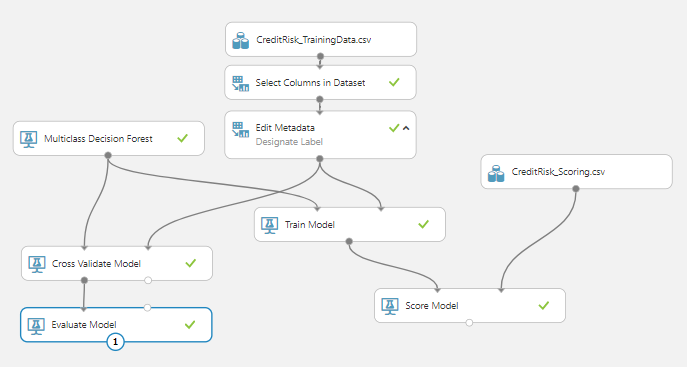 CreditRisk_TrainingData.csv
Select Columns in Dataset
Edit Metadata
Designate Label
Multiclass Decision Forest
CreditRisk_Scoring.csv
Train Model
Cross Validate Model
Score Model
Evaluate Model
1